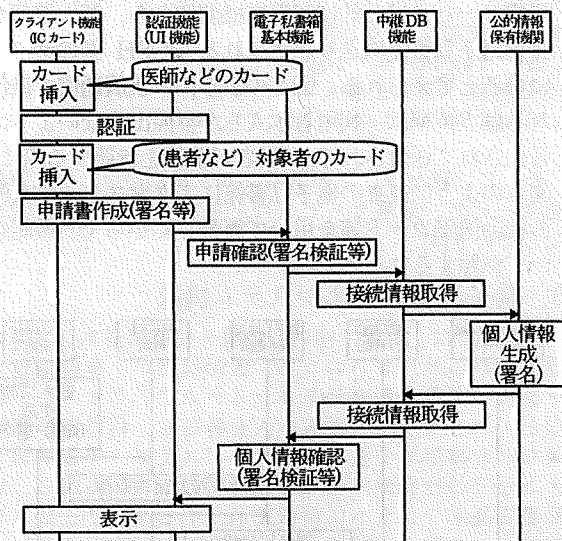 クライアント機能
(ICカード)
認証機能
(UI機能)
電子私書箱
基本機能
中継DB
機能
公的情報
保有機関
カード
挿入
医師などのカード
認証
カード
挿入
(患者など) 対象者のカード
申請書作成(署名等)
申請確認(署名検証等)
接続情報取得
個人情報
生成
(署名)
接続情報取得
個人情報確認
(署名検証等)
表示